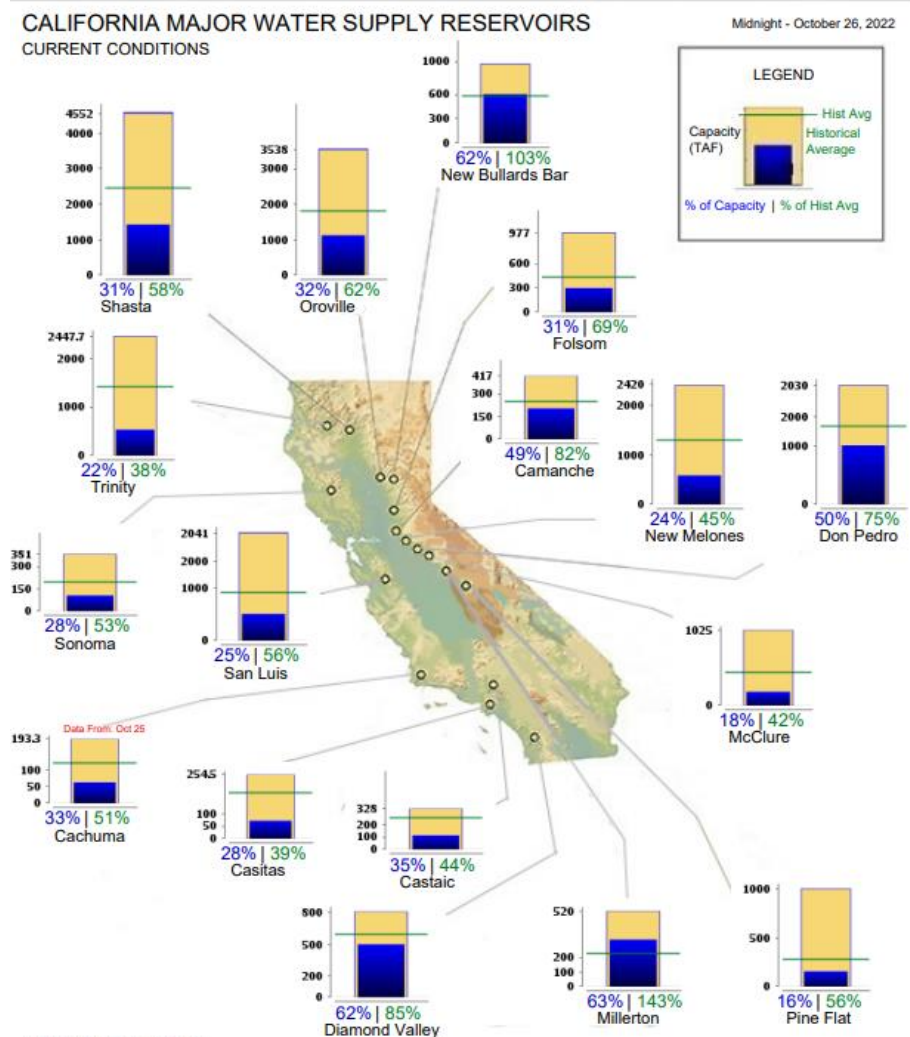 CALIFORNIA MAJOR WATER SUPPLY RESERVOIRS
Midnight - October 26, 2022
CURRENT CONDITIONS
LEGEND
Capacity
(TAF)
Hist Avg
Historical
Average
% of Capacity | % of Hist Avg
1000
600
300
0
62% | 103%
New Bullards Bar
4552
4000
3000
2000
1000
0
31% | 58%
Shasta
3538
3000
2000
1000
0
32% | 62%
Oroville
977
600
300
0
31% | 69%
Folsom
2447.7
2000
1000
0
22% | 38%
Trinity
417
300
150
0
49% | 82%
Camanche
2420
2000
1000
0
24% | 45%
New Melones
2030
2000
1000
0
50% | 75%
Don Pedro
351
300
150
0
28% | 53%
Sonoma
2041
2000
1000
0
25% | 56%
San Luis
1025
0
18% | 42%
McClure
Data From: Oct 25
193.3
100
50
0
33% | 51%
Cachuma
254.5
100
50
0
28% | 39%
Casitas
328
200
100
0
35% | 44%
Castaic
800
500
200
0
62% | 85%
Diamond Valley
520
200
100
0
63% | 143%
Millerton
1000
0
16% | 56%
Pine Flat